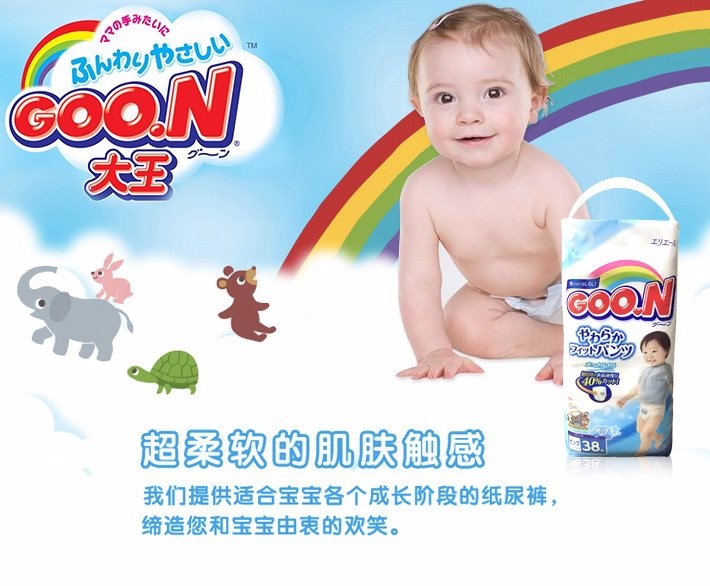 ママの手みたいに
ふんわりやさしい
TM
GOO.N
®
グ〜ン
大王
エリエール
GOO.N
グ〜ン
やわらか
フィットパンツ
40%カット!
38
超柔软的肌肤触感
我们提供适合宝宝各个成长阶段的纸尿裤，
缔造您和宝宝由衷的欢笑。